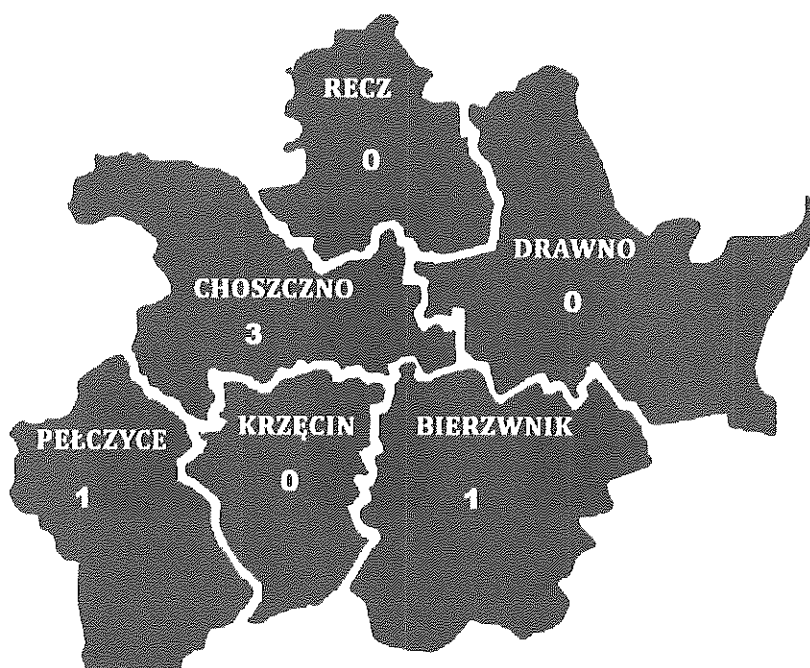 RECZ
0
DRAWNO
0
CHOSZCZNO
3
PEŁCZYCE
1
KRZĘCIN
0
BIERZWNIK
1